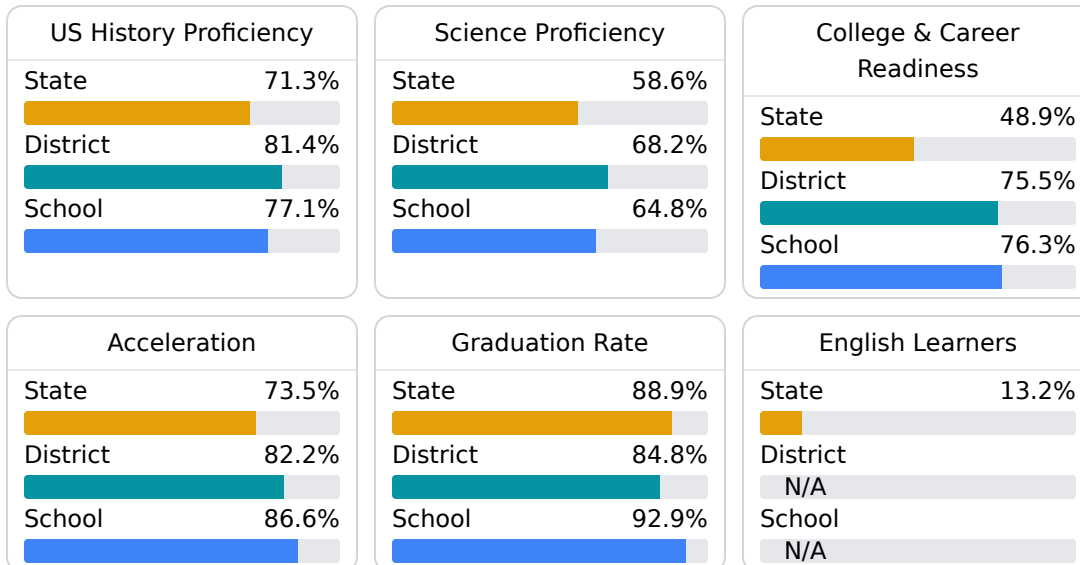 US History Proficiency
State 71.3%
District 81.4%
School 77.1%
Science Proficiency
State 58.6%
District 68.2%
School 64.8%
College & Career
Readiness
State 48.9%
District 75.5%
School 76.3%
Acceleration
State 73.5%
District 82.2%
School 86.6%
Graduation Rate
State 88.9%
District 84.8%
School 92.9%
English Learners
State 13.2%
District
N/A
School
N/A